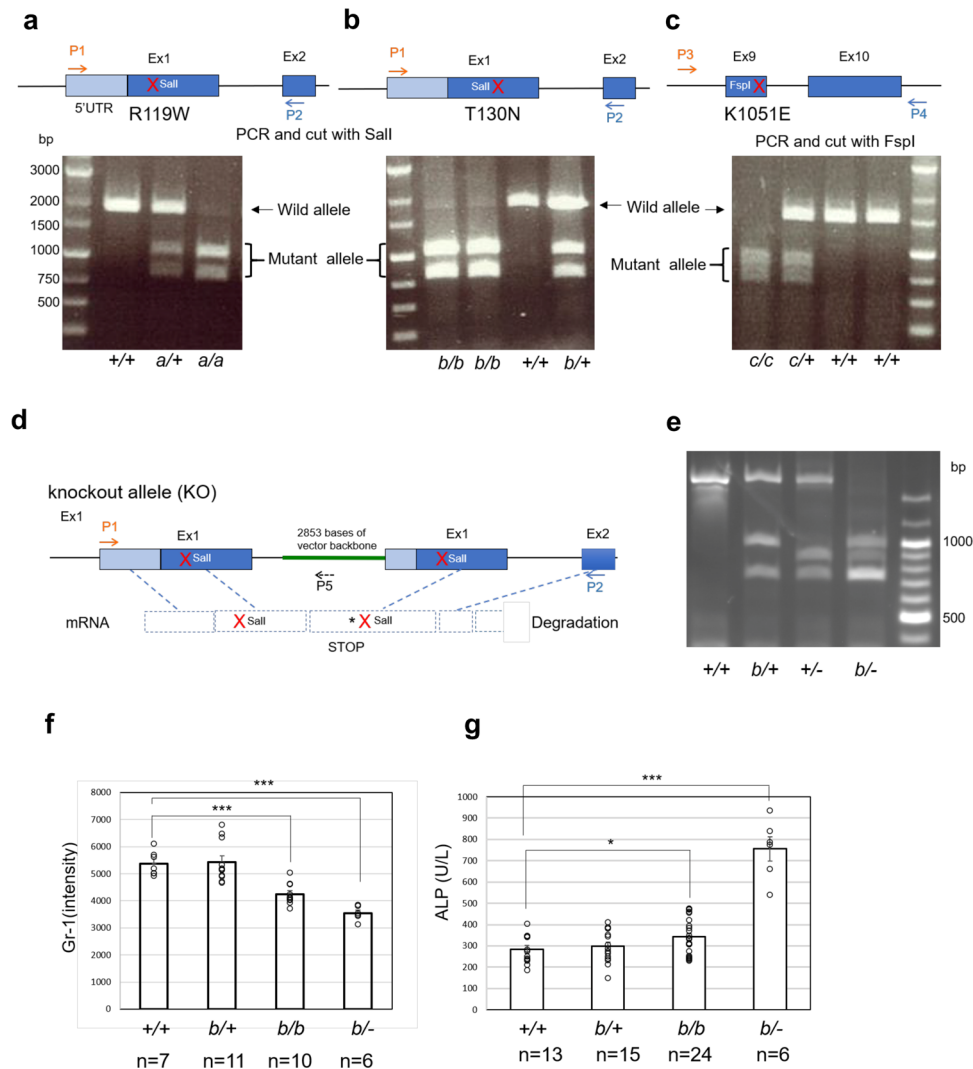 a
P1
Ex1
Ex2
X SalI
5'UTR
R119W
P2
b
P1
Ex1
Ex2
SalI X
T130N
P2
c
P3
Ex9
Ex10
FspI X
K1051E
P4
PCR and cut with SalI
PCR and cut with FspI
bp
3000
2000
1500
1000
750
500
Wild allele
Mutant allele
Wild allele
Mutant allele
+/+ a/+ a/a
b/b b/b +/+ b/+
c/c c/+ +/+ +/+
d
knockout allele (KO)
Ex1
P1
Ex1
2853 bases of
vector backbone
Ex1
Ex2
X SalI
X SalI
P5
P2
mRNA
X SalI
* X SalI
Degradation
STOP
e
bp
1000
500
+/+ b/+ +/- b/-
f
***
***
Gr-1(intensity)
8000
7000
6000
5000
4000
3000
2000
1000
0
+/+ b/+ b/b b/-
n=7 n=11 n=10 n=6
g
***
*
ALP (U/L)
1000
900
800
700
600
500
400
300
200
100
0
+/+ b/+ b/b b/-
n=13 n=15 n=24 n=6